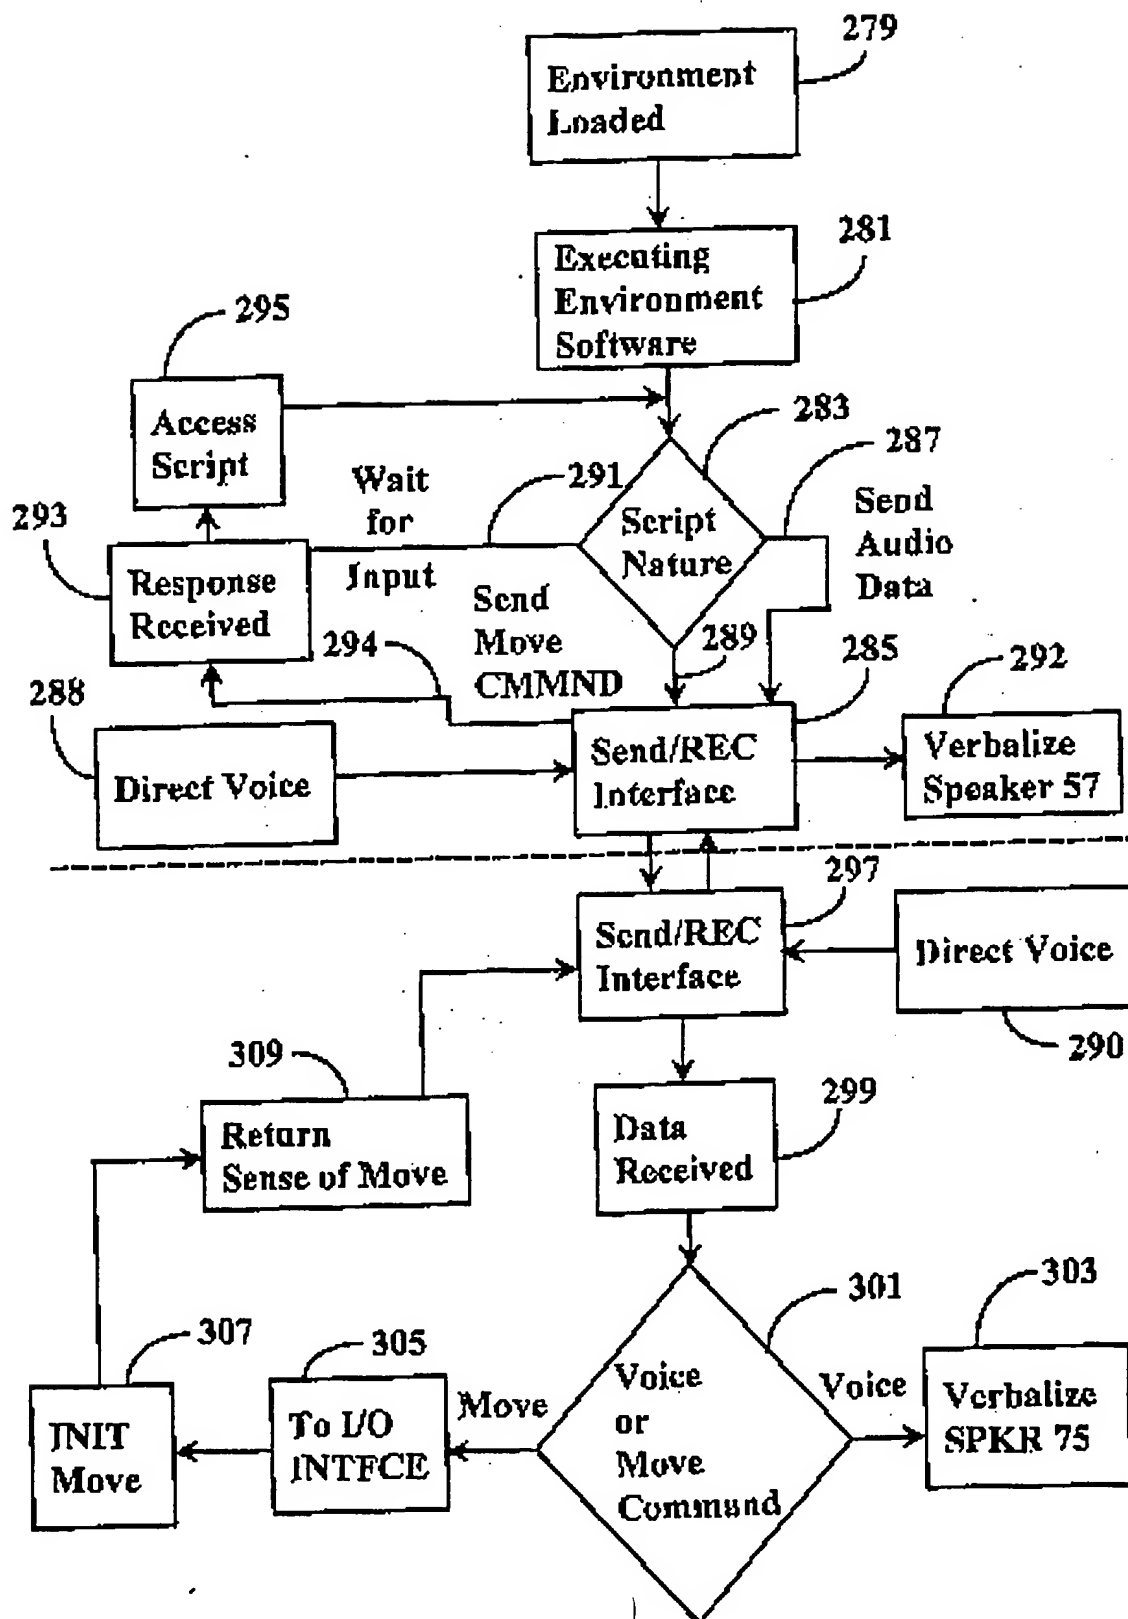 279
Environment
Loaded
281
Executing
Environment
Software
295
Access
Script
283
287
291
Wait
for
Input
Script
Nature
Send
Audio
Data
293
Response
Received
Send
Move
CMMND
289
294
285
292
288
Direct Voice
Send/REC
Interface
Verbalize
Speaker 57
297
Send/REC
Interface
Direct Voice
290
309
Return
Sense of Move
299
Data
Received
301
303
307
305
Voice
or
Move
Command
Voice
Verbalize
SPKR 75
Move
To I/O
INTFCE
INIT
Move